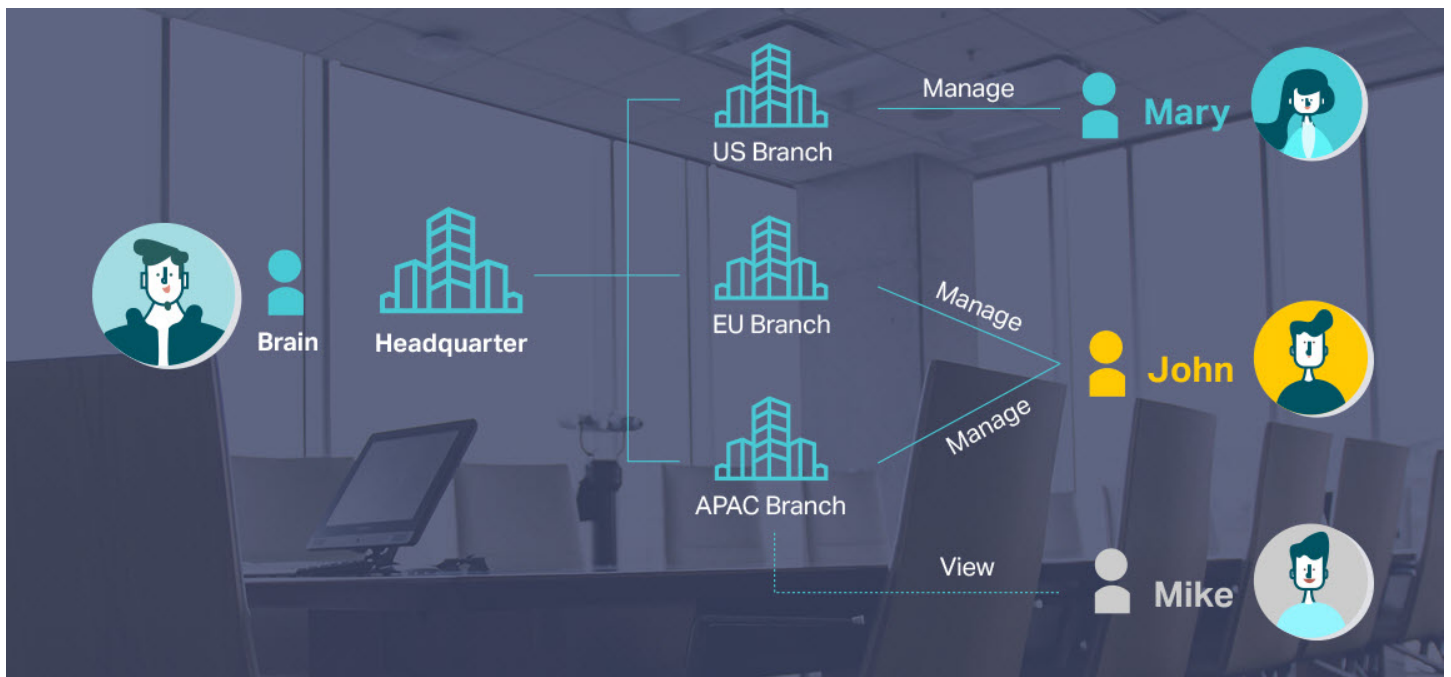 Manage
Mary
US Branch
Brain
Headquarter
EU Branch
Manage
John
Manage
APAC Branch
View
Mike